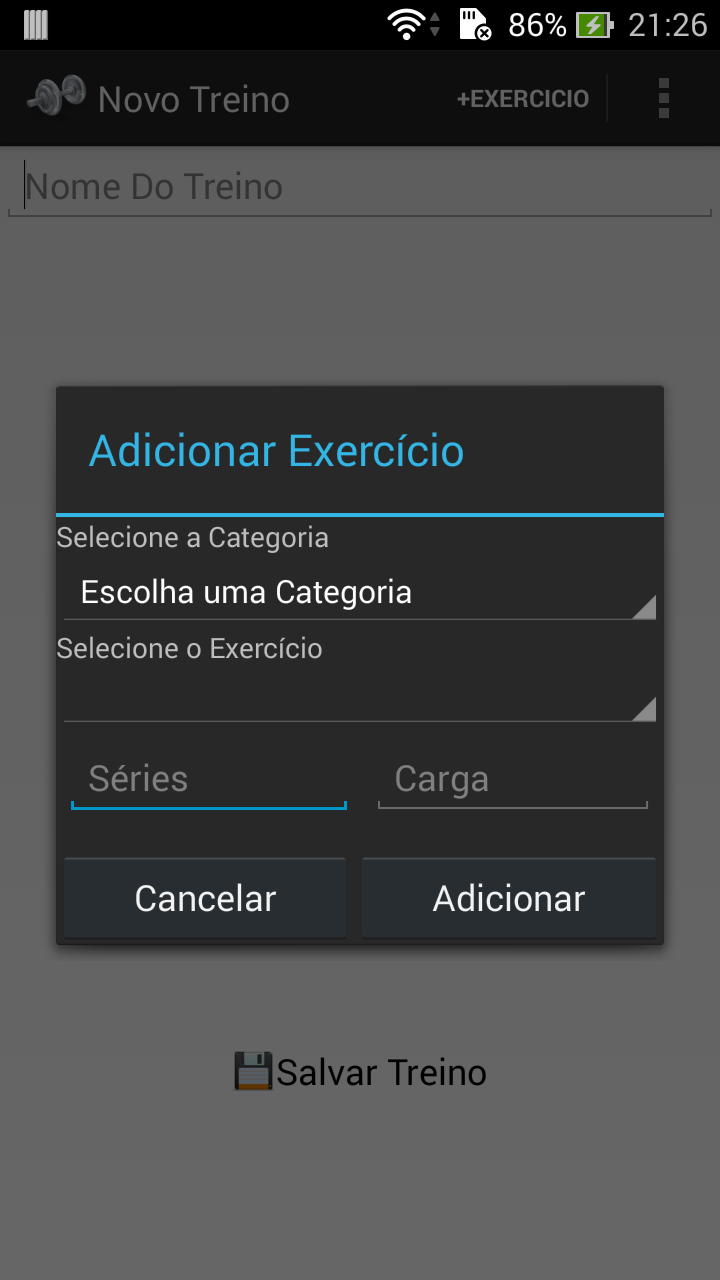 86% 21:26
Novo Treino +EXERCICIO
Nome Do Treino
Adicionar Exercício
Selecione a Categoria
Escolha uma Categoria
Selecione o Exercício
Séries Carga
Cancelar Adicionar
Salvar Treino